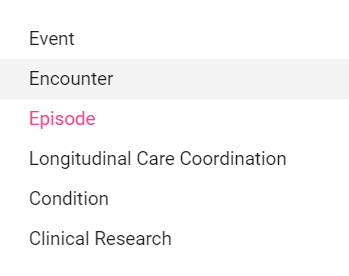 Event
Encounter
Episode
Longitudinal Care Coordination
Condition
Clinical Research